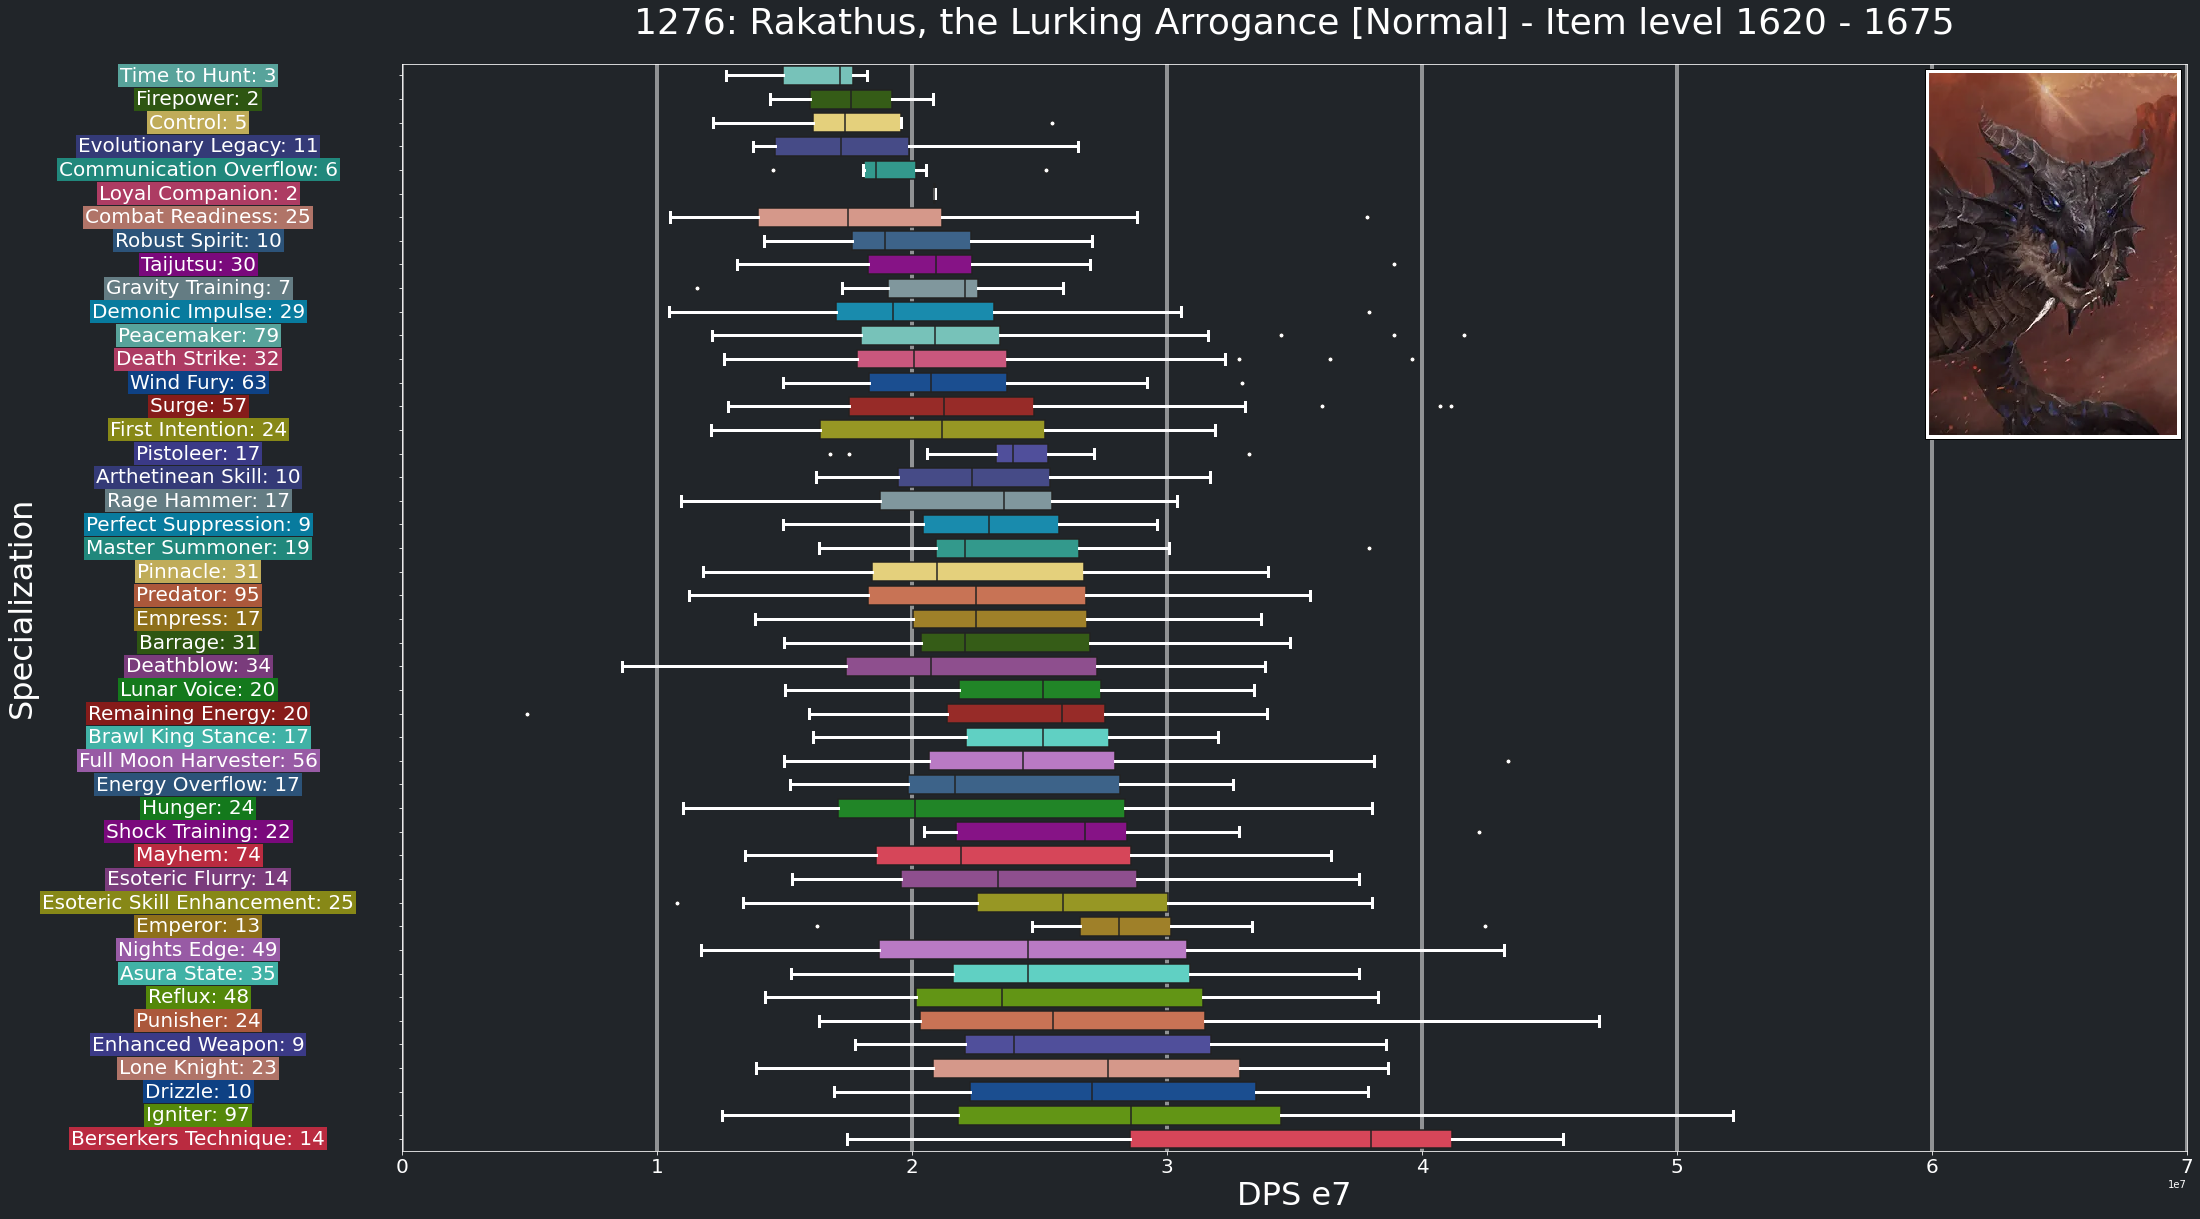 1276: Rakathus, the Lurking Arrogance [Normal] - Item level 1620 - 1675
Time to Hunt: 3
Firepower: 2
Control: 5
Evolutionary Legacy: 11
Communication Overflow: 6
Loyal Companion: 2
Combat Readiness: 25
Robust Spirit: 10
Taijutsu: 30
Gravity Training: 7
Demonic Impulse: 29
Peacemaker: 79
Death Strike: 32
Wind Fury: 63
Surge: 57
First Intention: 24
Pistoleer: 17
Arthetinean Skill: 10
Rage Hammer: 17
Perfect Suppression: 9
Master Summoner: 19
Pinnacle: 31
Predator: 95
Empress: 17
Barrage: 31
Deathblow: 34
Lunar Voice: 20
Remaining Energy: 20
Brawl King Stance: 17
Full Moon Harvester: 56
Energy Overflow: 17
Hunger: 24
Shock Training: 22
Mayhem: 74
Esoteric Flurry: 14
Esoteric Skill Enhancement: 25
Emperor: 13
Nights Edge: 49
Asura State: 35
Reflux: 48
Punisher: 24
Enhanced Weapon: 9
Lone Knight: 23
Drizzle: 10
Igniter: 97
Berserkers Technique: 14
Specialization
0 1 2 3 4 5 6 7
1e7
DPS e7